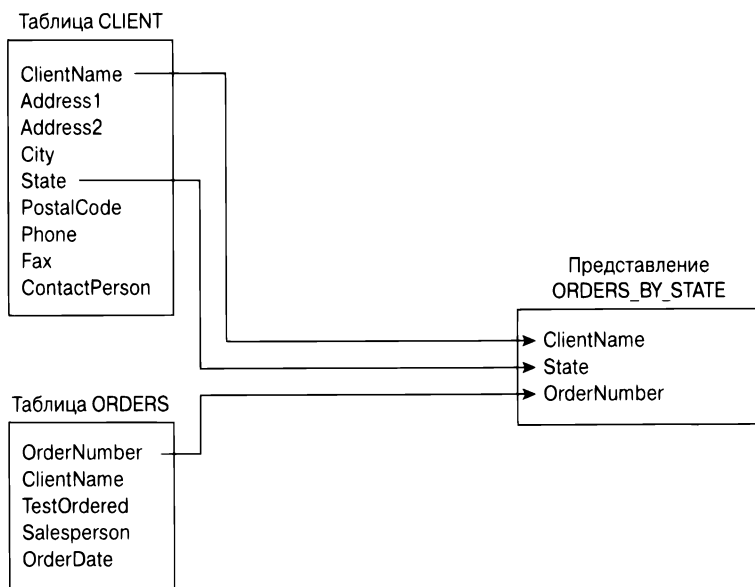 Таблица CLIENT
ClientName
Address1
Address2
City
State
PostalCode
Phone
Fax
ContactPerson
Представление
ORDERS_BY_STATE
ClientName
State
OrderNumber
Таблица ORDERS
OrderNumber
ClientName
TestOrdered
Salesperson
OrderDate